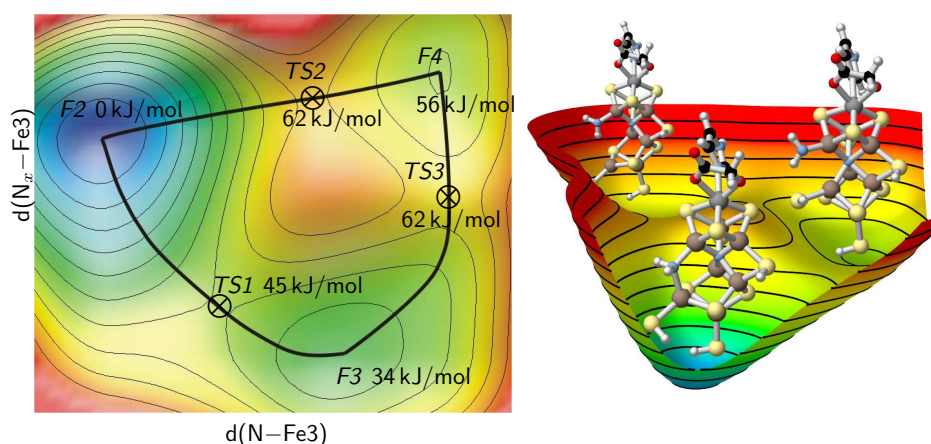 F4
TS2
F2 0 kJ/mol
62 kJ/mol
56 kJ/mol
TS3
62 kJ/mol
TS1 45 kJ/mol
F3 34 kJ/mol
d(Nₓ−Fe3)
d(N−Fe3)